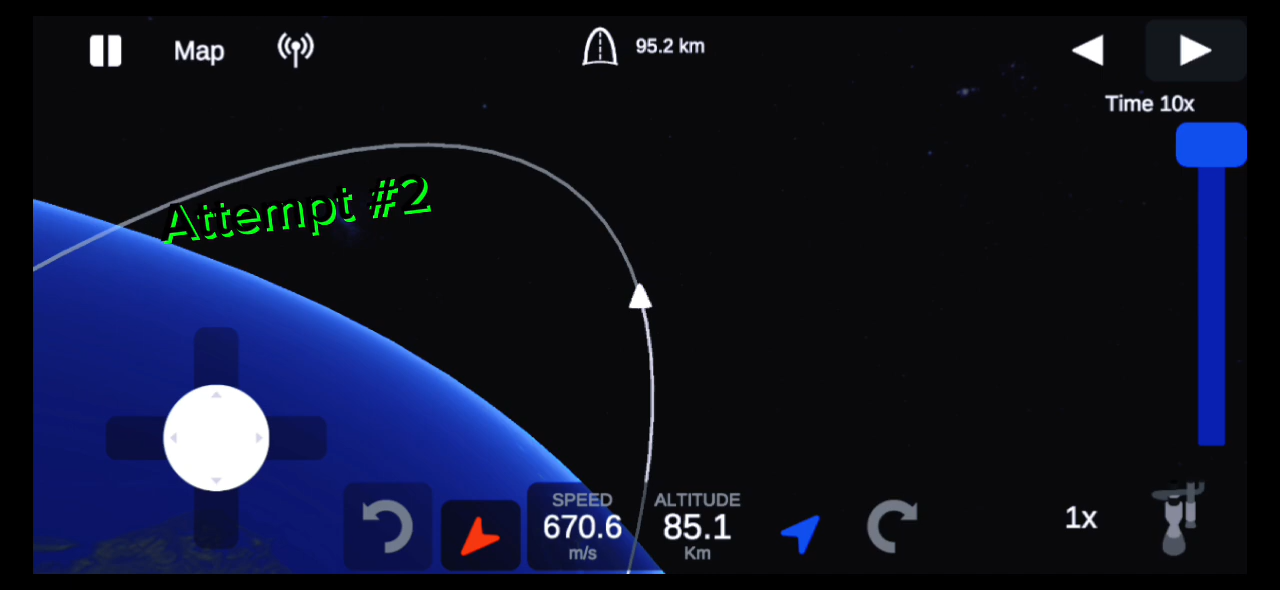 Map
95.2 km
Time 10x
Attempt #2
SPEED
670.6
m/s
ALTITUDE
85.1
Km
1x